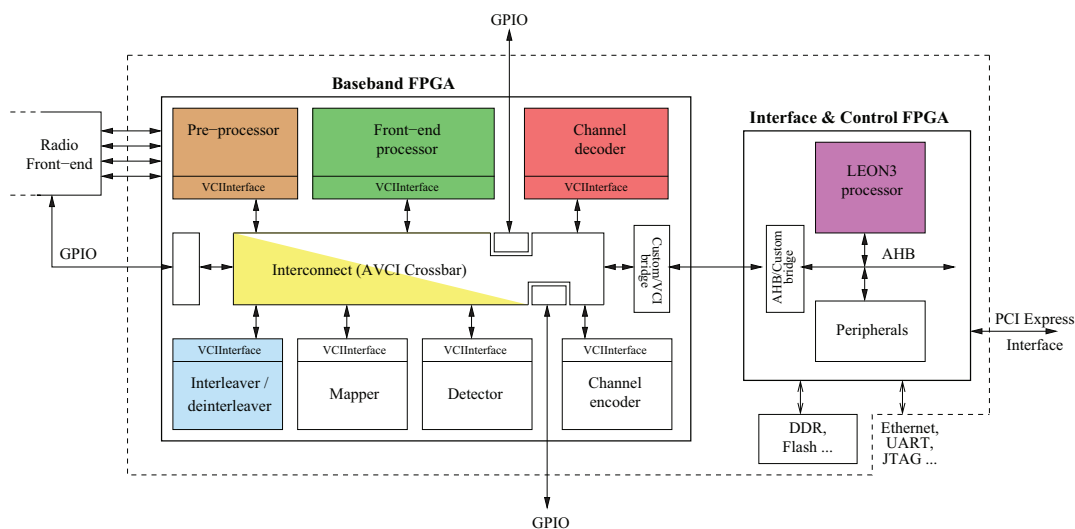 GPIO
Baseband FPGA
Interface & Control FPGA
Radio
Front−end
Pre−processor
VCIInterface
Front−end
processor
VCIInterface
Channel
decoder
VCIInterface
LEON3
processor
GPIO
Interconnect (AVCI Crossbar)
Custom/VCI
bridge
AHB/Custom
bridge
AHB
Peripherals
PCI Express
Interface
VCIInterface
Interleaver /
deinterleaver
VCIInterface
Mapper
VCIInterface
Detector
VCIInterface
Channel
encoder
DDR,
Flash ...
Ethernet,
UART,
JTAG ...
GPIO